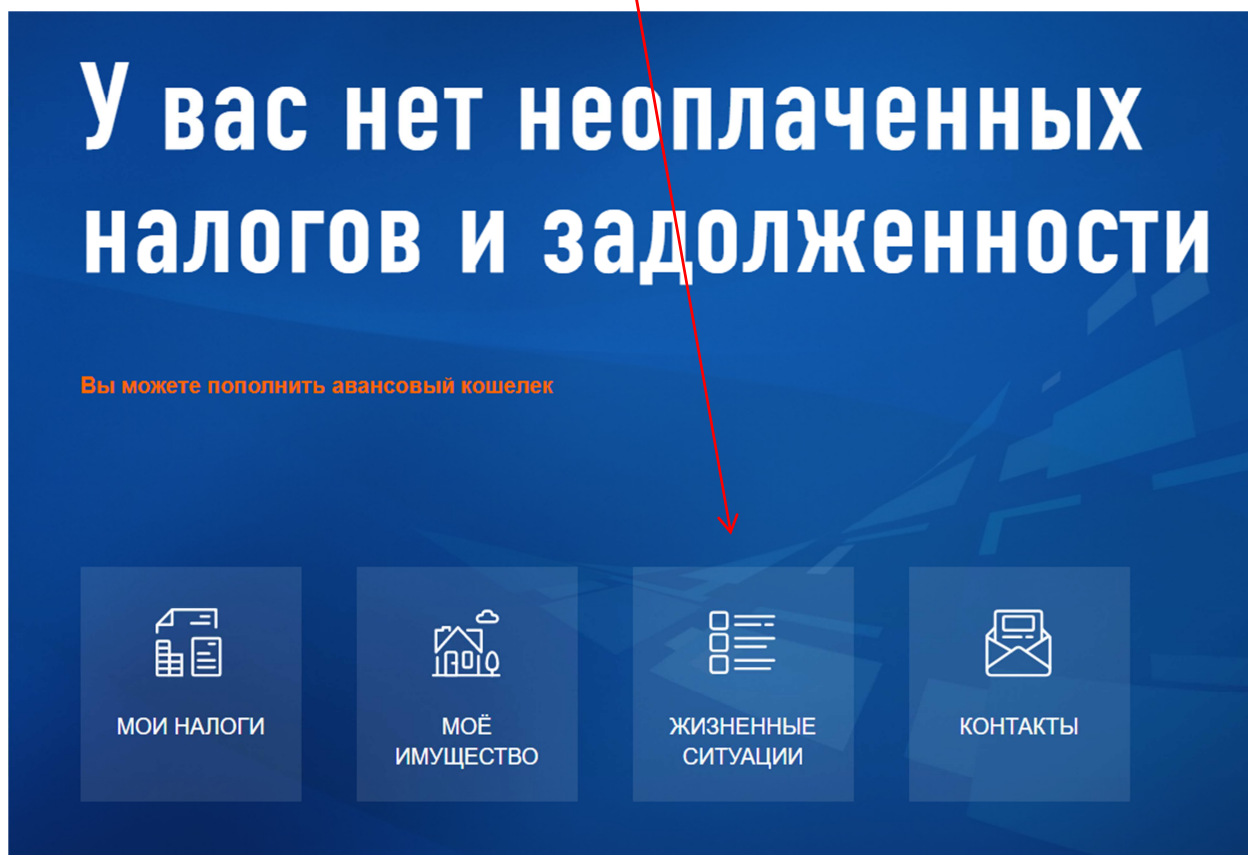 У вас нет неоплаченных
налогов и задолженности
Вы можете пополнить авансовый кошелек
МОИ НАЛОГИ
МОЁ
ИМУЩЕСТВО
ЖИЗНЕННЫЕ
СИТУАЦИИ
КОНТАКТЫ